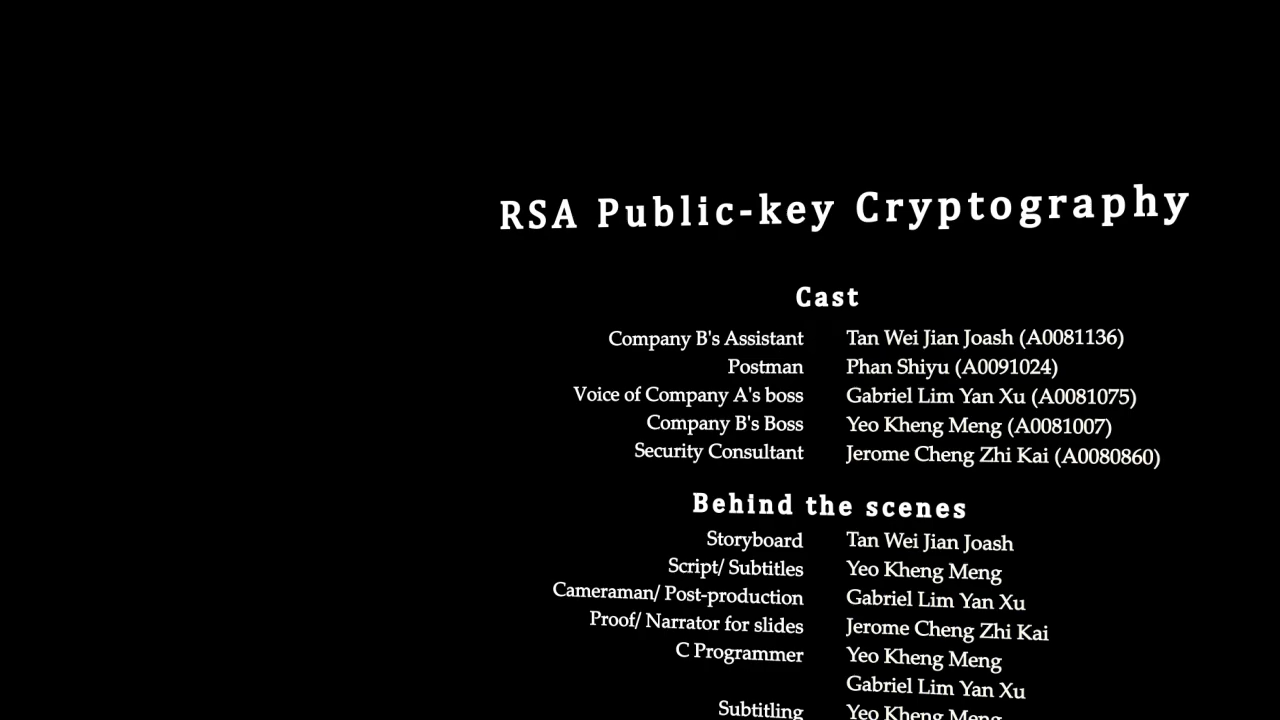 RSA Public-key Cryptography
Cast
Company B's Assistant Tan Wei Jian Joash (A0081136)
Postman Phan Shiyu (A0091024)
Voice of Company A's boss Gabriel Lim Yan Xu (A0081075)
Company B's Boss Yeo Kheng Meng (A0081007)
Security Consultant Jerome Cheng Zhi Kai (A0080860)
Behind the scenes
Storyboard Tan Wei Jian Joash
Script/ Subtitles Yeo Kheng Meng
Cameraman/ Post-production Gabriel Lim Yan Xu
Proof/ Narrator for slides Jerome Cheng Zhi Kai
C Programmer Yeo Kheng Meng
Gabriel Lim Yan Xu
Subtitling Yeo Kheng Meng